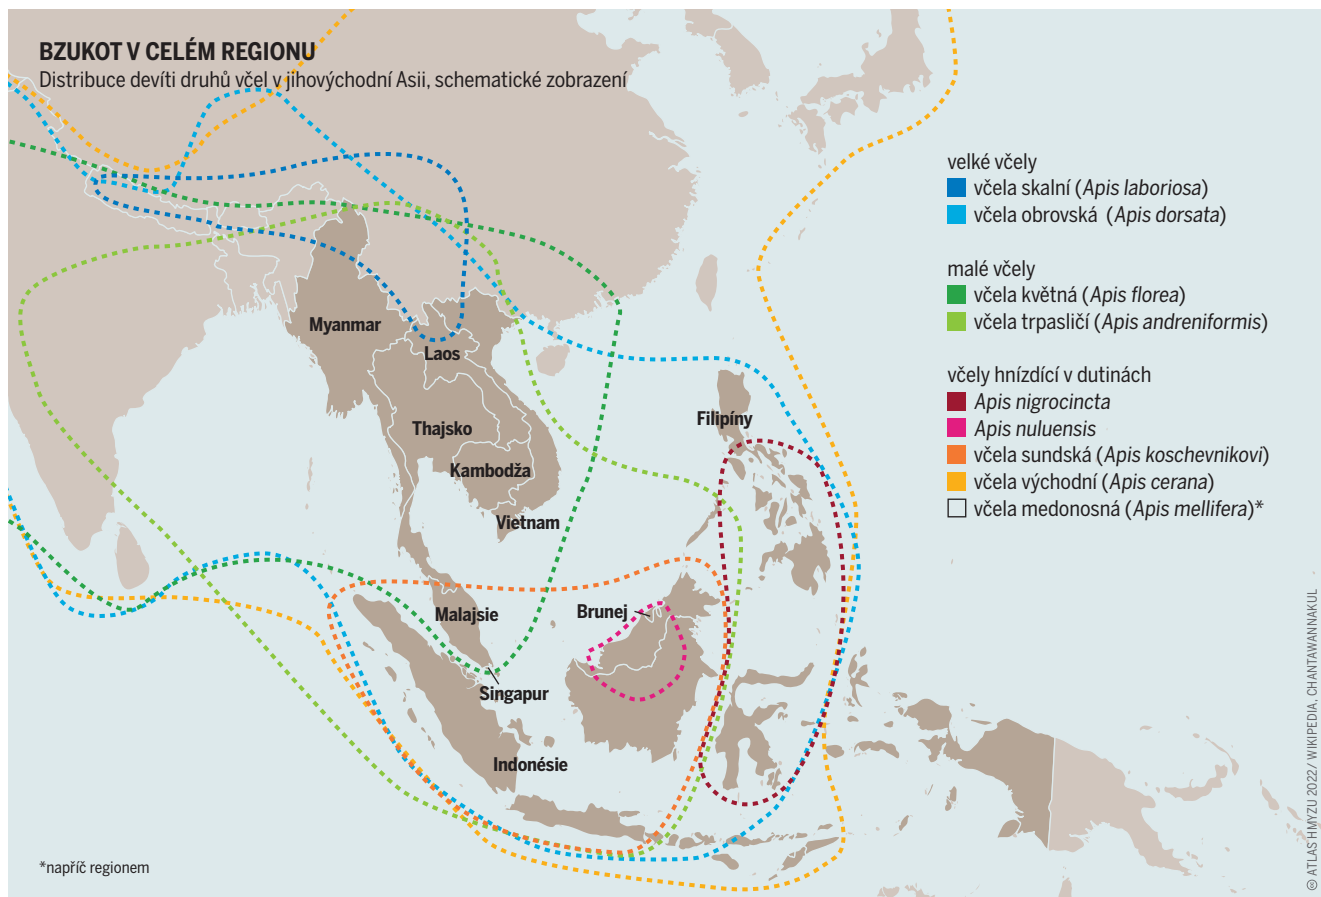 BZUKOT V CELÉM REGIONU
Distribuce devíti druhů včel v jihovýchodní Asii, schematické zobrazení
velké včely
včela skalní (Apis laboriosa)
včela obrovská (Apis dorsata)
malé včely
včela květná (Apis florea)
včela trpasličí (Apis andreniformis)
včely hnízdící v dutinách
Apis nigrocincta
Apis nuluensis
včela sundská (Apis koschevnikovi)
včela východní (Apis cerana)
včela medonosná (Apis mellifera)*
Myanmar
Laos
Thajsko
Kambodža
Vietnam
Filipíny
Malajsie
Brunej
Singapur
Indonésie
*napříč regionem
© ATLAS HMYZU 2022/ WIKIPEDIA, CHANTAWANNAKUL